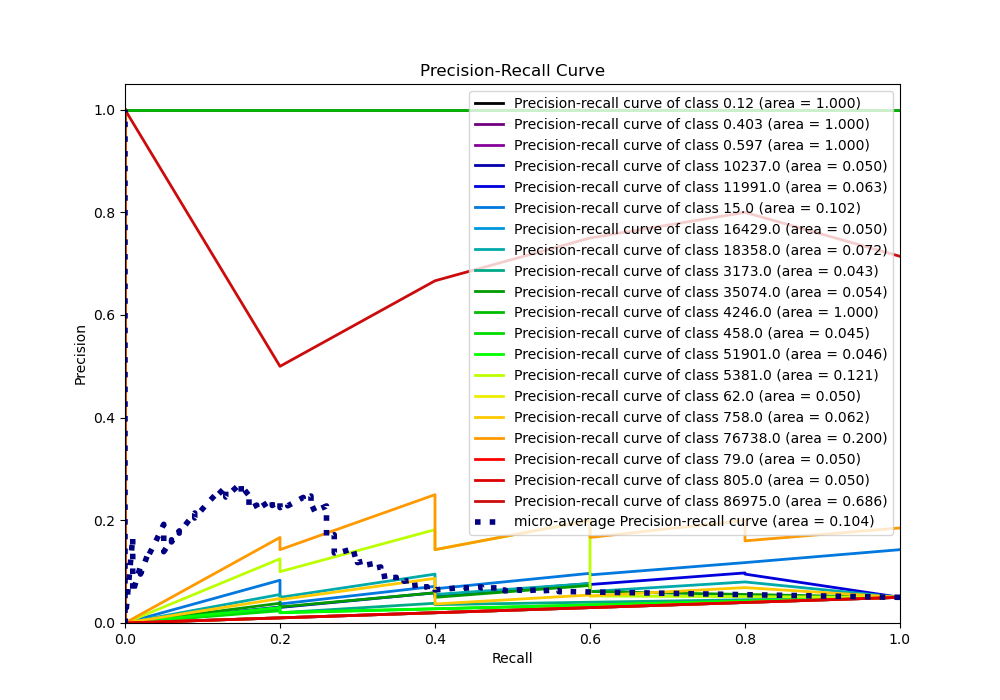 Precision-Recall Curve
Precision
1.0
0.8
0.6
0.4
0.2
0.0
Precision-recall curve of class 0.12 (area = 1.000)
Precision-recall curve of class 0.403 (area = 1.000)
Precision-recall curve of class 0.597 (area = 1.000)
Precision-recall curve of class 10237.0 (area = 0.050)
Precision-recall curve of class 11991.0 (area = 0.063)
Precision-recall curve of class 15.0 (area = 0.102)
Precision-recall curve of class 16429.0 (area = 0.050)
Precision-recall curve of class 18358.0 (area = 0.072)
Precision-recall curve of class 3173.0 (area = 0.043)
Precision-recall curve of class 35074.0 (area = 0.054)
Precision-recall curve of class 4246.0 (area = 1.000)
Precision-recall curve of class 458.0 (area = 0.045)
Precision-recall curve of class 51901.0 (area = 0.046)
Precision-recall curve of class 5381.0 (area = 0.121)
Precision-recall curve of class 62.0 (area = 0.050)
Precision-recall curve of class 758.0 (area = 0.062)
Precision-recall curve of class 76738.0 (area = 0.200)
Precision-recall curve of class 79.0 (area = 0.050)
Precision-recall curve of class 805.0 (area = 0.050)
Precision-recall curve of class 86975.0 (area = 0.686)
micro-average Precision-recall curve (area = 0.104)
0.0 0.2 0.4 0.6 0.8 1.0
Recall